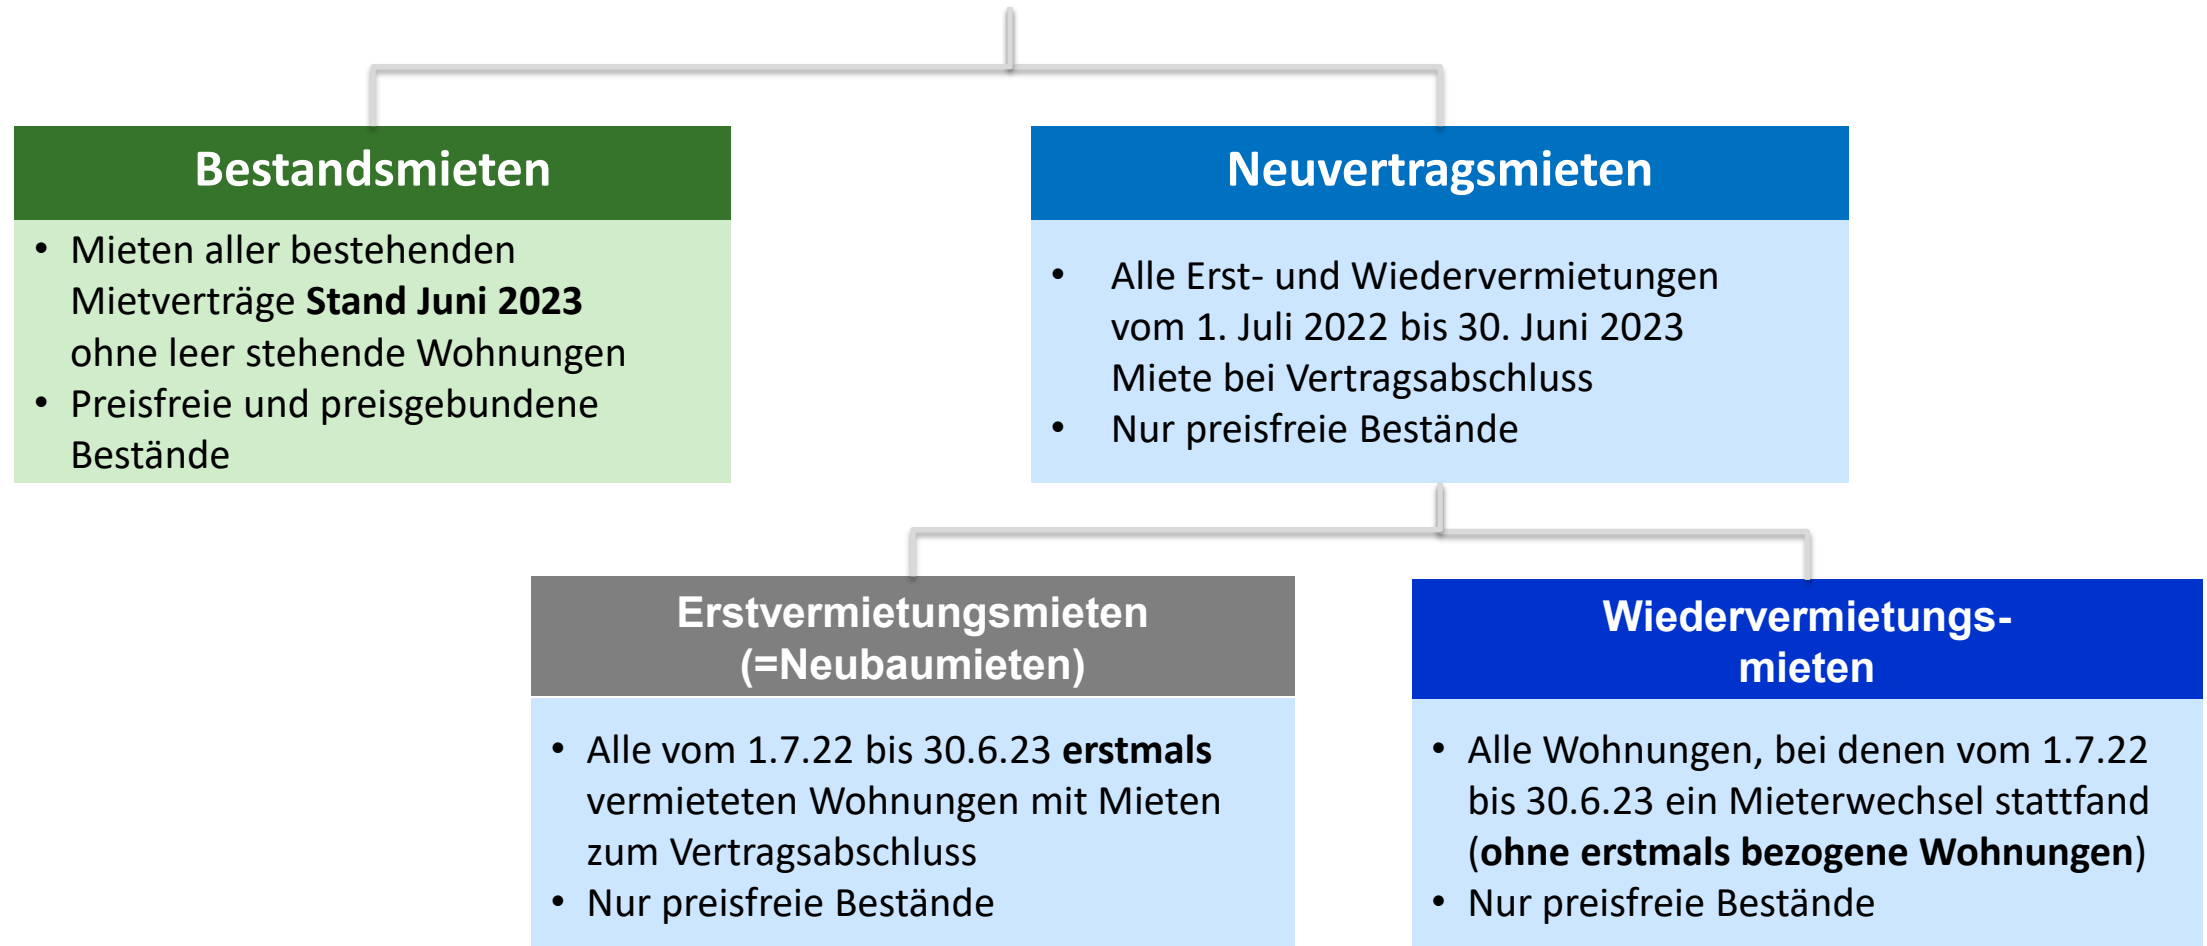 Bestandsmieten
• Mieten aller bestehenden
Mietverträge Stand Juni 2023
ohne leer stehende Wohnungen
• Preisfreie und preisgebundene
Bestände
Neuvertragsmieten
• Alle Erst- und Wiedervermietungen
vom 1. Juli 2022 bis 30. Juni 2023
Miete bei Vertragsabschluss
• Nur preisfreie Bestände
Erstvermietungsmieten
(=Neubaumieten)
• Alle vom 1.7.22 bis 30.6.23 erstmals
vermieteten Wohnungen mit Mieten
zum Vertragsabschluss
• Nur preisfreie Bestände
Wiedervermietungs-
mieten
• Alle Wohnungen, bei denen vom 1.7.22
bis 30.6.23 ein Mieterwechsel stattfand
(ohne erstmals bezogene Wohnungen)
• Nur preisfreie Bestände